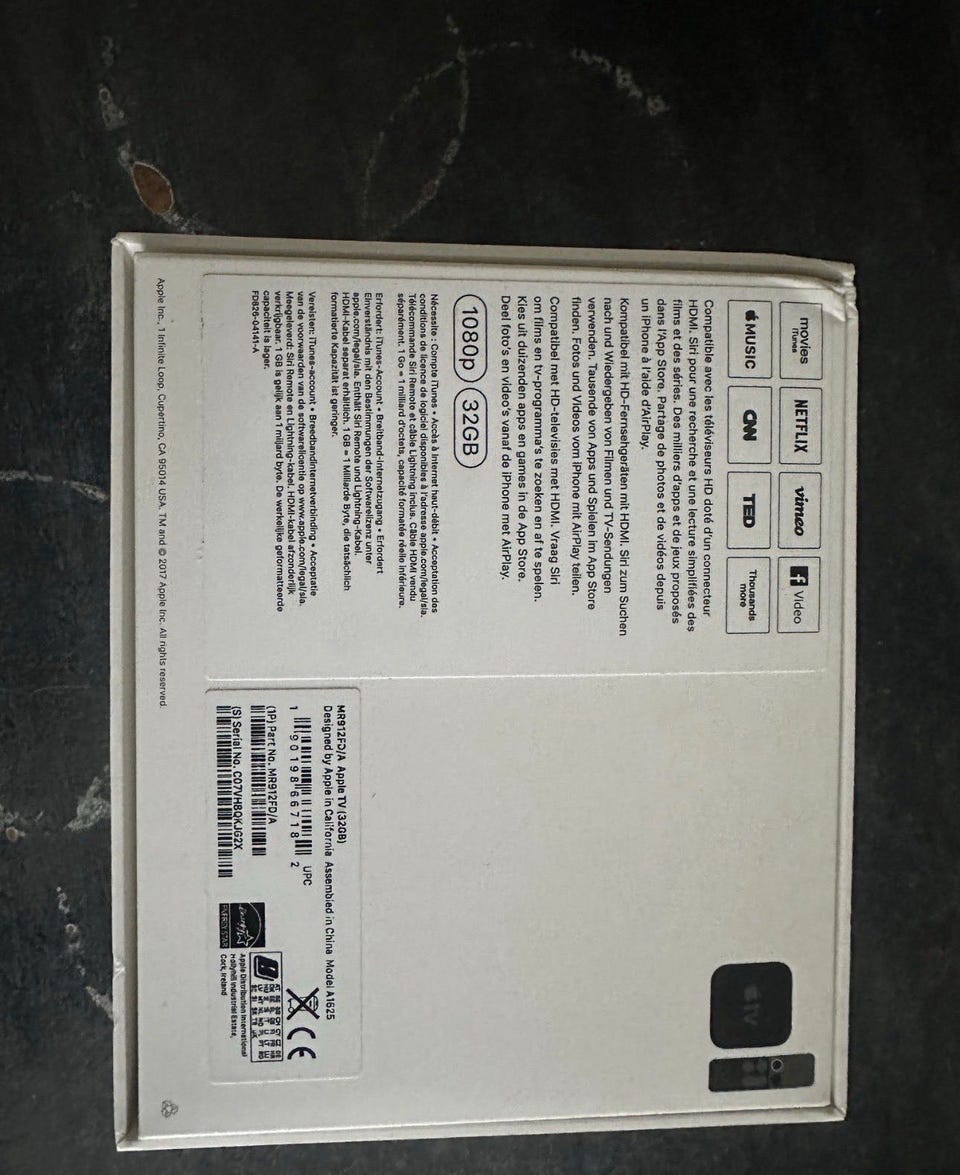 movies
iTunes
NETFLIX
vimeo
f Video
MUSIC
CNN
TED
Thousands
more
Compatible avec les téléviseurs HD doté d'un connecteur
HDMI. Siri pour une recherche et une lecture simplifiées des
films et des séries. Des milliers d'apps et de jeux proposés
dans l'App Store. Partage de photos et de vidéos depuis
un iPhone à l'aide d'AirPlay.
Kompatibel mit HD-Fernsehgeräten mit HDMI. Siri zum Suchen
nach und Wiedergeben von Filmen und TV-Sendungen
verwenden. Tausende von Apps und Spielen im App Store
finden. Fotos und Videos vom iPhone mit AirPlay teilen.
Compatibel met HD-televisies met HDMI. Vraag Siri
om films en tv-programma's te zoeken en af te spelen.
Kies uit duizenden apps en games in de App Store.
Deel foto's en video's vanaf de iPhone met AirPlay.
1080p 32GB
Nécessite : Compte iTunes • Accès à Internet haut-débit • Acceptation des
conditions de licence de logiciel disponibles à l'adresse apple.com/legal/sla.
Télécommande Siri Remote et câble Lightning inclus. Câble HDMI vendu
séparément. 1 Go = 1 milliard d'octets, capacité formatée réelle inférieure.
Erfordert: iTunes-Account • Breitband-Internetzugang • Erfordert
Einverständnis mit den Bestimmungen der Softwarelizenz unter
apple.com/legal/sla. Enthält Siri Remote und Lightning-Kabel.
HDMI-Kabel separat erhältlich. 1 GB = 1 Milliarde Byte, die tatsächlich
formatierte Kapazität ist geringer.
Vereisten: iTunes-account • Breedbandinternetverbinding • Acceptatie
van de voorwaarden van de softwarelicentie op www.apple.com/legal/sla.
Meegeleverd: Siri Remote en Lightning-kabel. HDMI-kabel afzonderlijk
verkrijgbaar. 1 GB is gelijk aan 1 miljard byte. De werkelijke geformatteerde
capaciteit is lager.
FD826-01441-A
Apple Inc., 1 Infinite Loop, Cupertino, CA 95014 USA. TM and © 2017 Apple Inc. All rights reserved.
tv
MR912FD/A Apple TV (32GB)
Designed by Apple in California Assembled in China Model A1625
1 90198 66718 2
UPC
(1P) Part No. MR912FD/A
(S) Serial No. C07VH8QKJG2X
CE
ENERGY STAR
Apple Distribution International
Hollyhill Industrial Estate,
Cork, Ireland